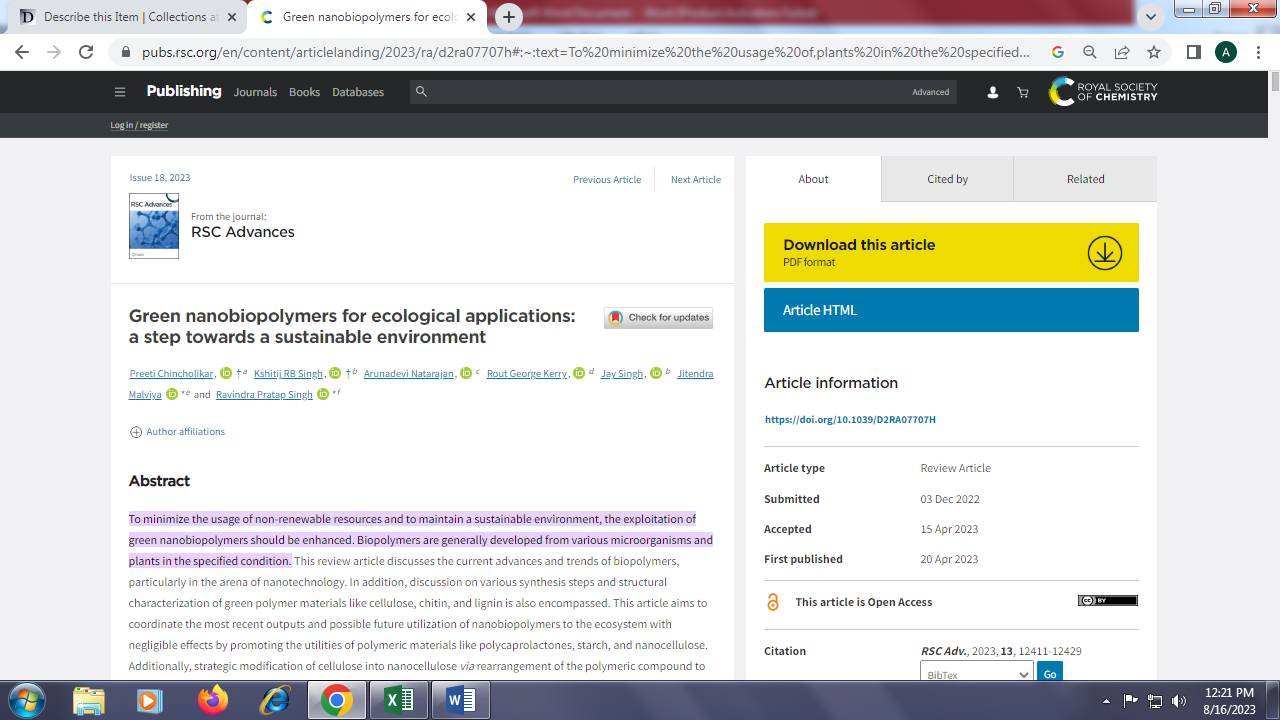 Describe this Item | Collections at
Green nanobiopolymers for ecolo
pubs.rsc.org/en/content/articlelanding/2023/ra/d2ra07707h#:~:text=To%20minimize%20the%20usage%20of,plants%20in%20the%20specified...
A
Publishing
Journals
Books
Databases
Advanced
ROYAL SOCIETY
OF CHEMISTRY
Log in / register
Issue 18, 2023
Previous Article
Next Article
RSC Advances
From the journal:
RSC Advances
Green nanobiopolymers for ecological applications:
a step towards a sustainable environment
Check for updates
Preeti Chincholikar, iD †a Kshitij RB Singh, iD †b Arunadevi Natarajan, iD c Rout George Kerry, iD d Jay Singh, iD b Jitendra
Malviya iD *e and Ravindra Pratap Singh iD *f
Author affiliations
Abstract
To minimize the usage of non-renewable resources and to maintain a sustainable environment, the exploitation of
green nanobiopolymers should be enhanced. Biopolymers are generally developed from various microorganisms and
plants in the specified condition. This review article discusses the current advances and trends of biopolymers,
particularly in the arena of nanotechnology. In addition, discussion on various synthesis steps and structural
characterization of green polymer materials like cellulose, chitin, and lignin is also encompassed. This article aims to
coordinate the most recent outputs and possible future utilization of nanobiopolymers to the ecosystem with
negligible effects by promoting the utilities of polymeric materials like polycaprolactones, starch, and nanocellulose.
Additionally, strategic modification of cellulose into nanocellulose via rearrangement of the polymeric compound to
About
Cited by
Related
Download this article
PDF format
Article HTML
Article information
https://doi.org/10.1039/D2RA07707H
Article type Review Article
Submitted 03 Dec 2022
Accepted 15 Apr 2023
First published 20 Apr 2023
This article is Open Access
CC BY
Citation RSC Adv., 2023, 13, 12411-12429
BibTex
Go
12:21 PM
8/16/2023